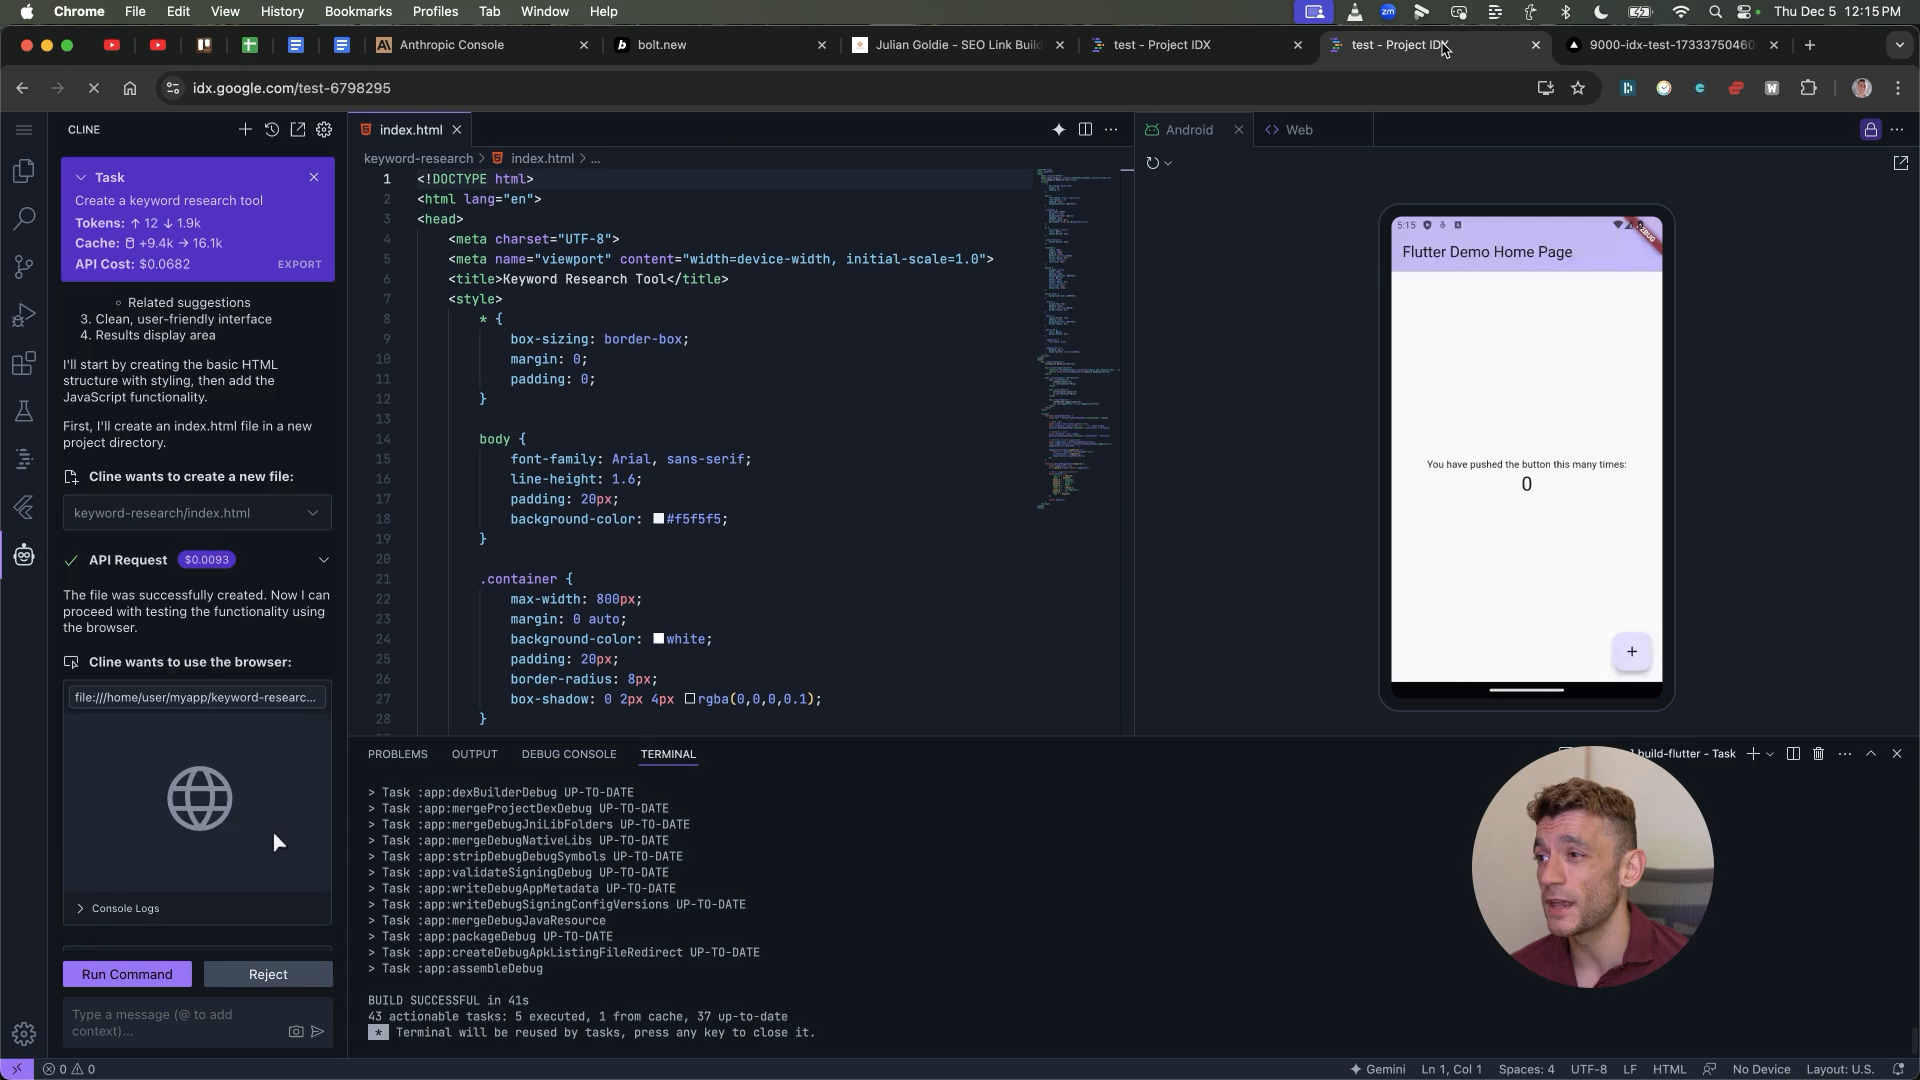 Chrome File Edit View History Bookmarks Profiles Tab Window Help
zm
Thu Dec 5 12:15 PM
Anthropic Console
bolt.new
Julian Goldie - SEO Link Build
test - Project IDX
test - Project IDX
9000-idx-test-17333750460
idx.google.com/test-6798295
CLINE
Task
Create a keyword research tool
Tokens: ↑ 12 ↓ 1.9k
Cache: +9.4k → 16.1k
API Cost: $0.0682
EXPORT
Related suggestions
3. Clean, user-friendly interface
4. Results display area
I'll start by creating the basic HTML
structure with styling, then add the
JavaScript functionality.
First, I'll create an index.html file in a new
project directory.
Cline wants to create a new file:
keyword-research/index.html
API Request $0.0093
The file was successfully created. Now I can
proceed with testing the functionality using
the browser.
Cline wants to use the browser:
file:///home/user/myapp/keyword-researc...
Console Logs
Run Command
Reject
Type a message (@ to add
context)...
index.html
keyword-research > index.html > ...
1 <!DOCTYPE html>
2 <html lang="en">
3 <head>
4 <meta charset="UTF-8">
5 <meta name="viewport" content="width=device-width, initial-scale=1.0">
6 <title>Keyword Research Tool</title>
7 <style>
8 * {
9 box-sizing: border-box;
10 margin: 0;
11 padding: 0;
12 }
13
14 body {
15 font-family: Arial, sans-serif;
16 line-height: 1.6;
17 padding: 20px;
18 background-color: #f5f5f5;
19 }
20
21 .container {
22 max-width: 800px;
23 margin: 0 auto;
24 background-color: white;
25 padding: 20px;
26 border-radius: 8px;
27 box-shadow: 0 2px 4px rgba(0,0,0,0.1);
28 }
Android
Web
5:15
DEBUG
Flutter Demo Home Page
You have pushed the button this many times:
0
+
PROBLEMS OUTPUT DEBUG CONSOLE TERMINAL
build-flutter - Task
> Task :app:dexBuilderDebug UP-TO-DATE
> Task :app:mergeProjectDexDebug UP-TO-DATE
> Task :app:mergeDebugJniLibFolders UP-TO-DATE
> Task :app:mergeDebugNativeLibs UP-TO-DATE
> Task :app:stripDebugDebugSymbols UP-TO-DATE
> Task :app:validateSigningDebug UP-TO-DATE
> Task :app:writeDebugAppMetadata UP-TO-DATE
> Task :app:writeDebugSigningConfigVersions UP-TO-DATE
> Task :app:mergeDebugJavaResource
> Task :app:packageDebug UP-TO-DATE
> Task :app:createDebugApkListingFileRedirect UP-TO-DATE
> Task :app:assembleDebug
BUILD SUCCESSFUL in 41s
43 actionable tasks: 5 executed, 1 from cache, 37 up-to-date
* Terminal will be reused by tasks, press any key to close it.
0 0
Gemini Ln 1, Col 1 Spaces: 4 UTF-8 LF HTML No Device Layout: U.S.